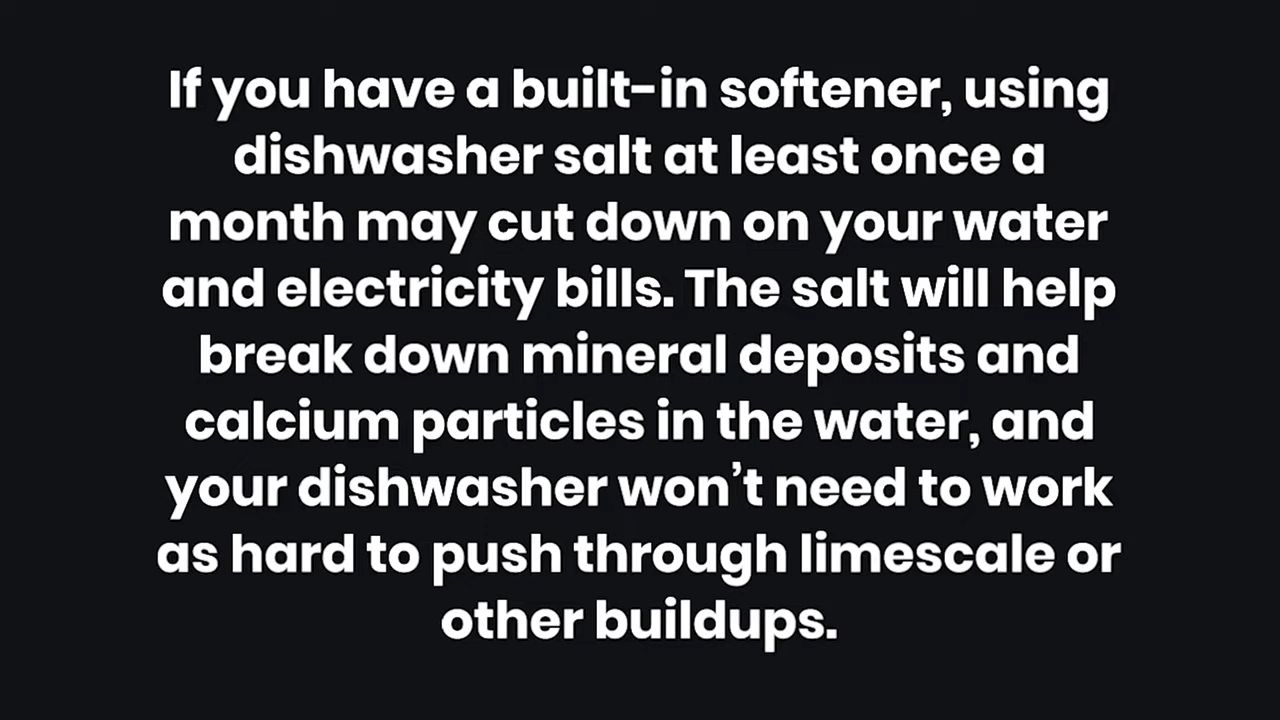 If you have a built-in softener, using
dishwasher salt at least once a
month may cut down on your water
and electricity bills. The salt will help
break down mineral deposits and
calcium particles in the water, and
your dishwasher won’t need to work
as hard to push through limescale or
other buildups.